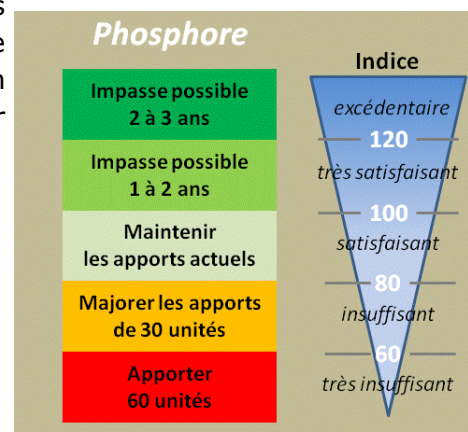 s
e
n
r
Phosphore
Indice
Impasse possible
2 à 3 ans
Impasse possible
1 à 2 ans
Maintenir
les apports actuels
Majorer les apports
de 30 unités
Apporter
60 unités
excédentaire
120
très satisfaisant
100
satisfaisant
80
insuffisant
60
très insuffisant